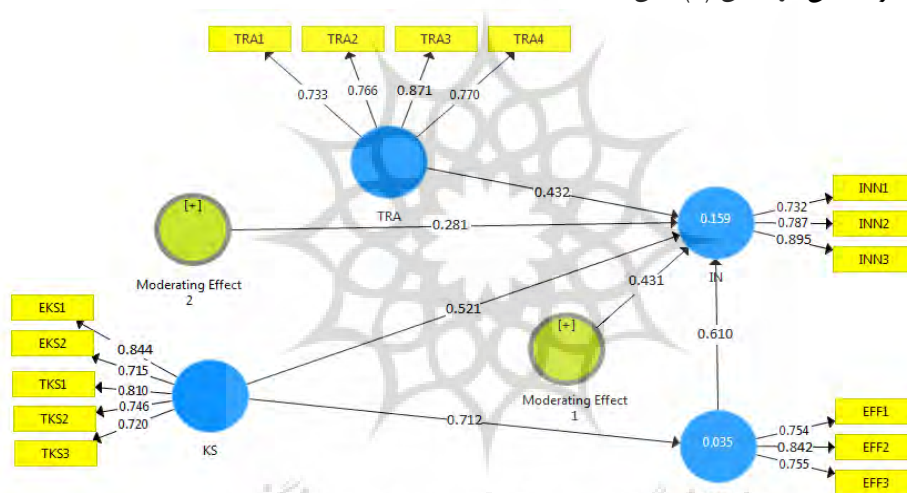 TRA1 TRA2 TRA3 TRA4
0.733 0.766 0.871 0.770
TRA
0.432
[+]
0.281
Moderating Effect
2
0.159
IN
0.732
0.787
0.895
INN1
INN2
INN3
0.431
[+]
Moderating Effect
1
0.521
0.610
EKS1
EKS2
TKS1
TKS2
TKS3
0.844
0.715
0.810
0.746
0.720
KS
0.712
0.035
0.754
0.842
0.755
EFF1
EFF2
EFF3